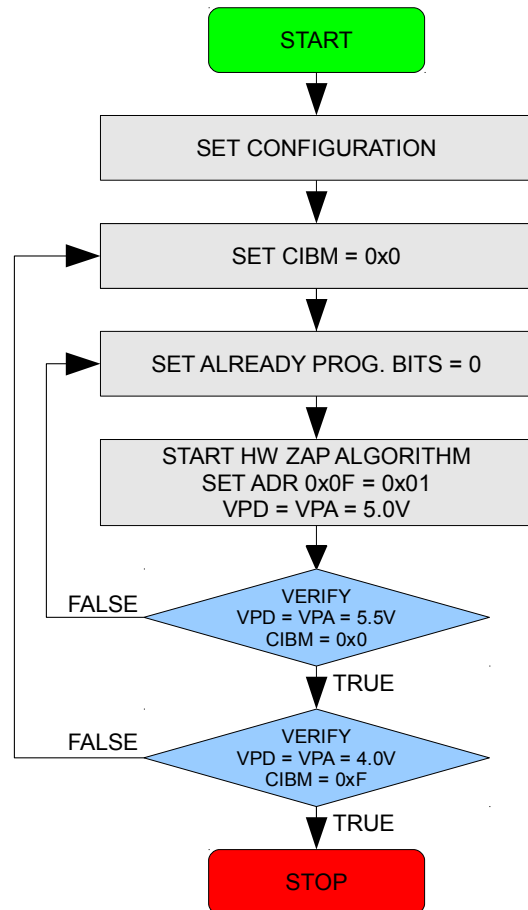 START
SET CONFIGURATION
SET CIBM = 0x0
SET ALREADY PROG. BITS = 0
START HW ZAP ALGORITHM
SET ADR 0x0F = 0x01
VPD = VPA = 5.0V
FALSE
VERIFY
VPD = VPA = 5.5V
CIBM = 0x0
TRUE
FALSE
VERIFY
VPD = VPA = 4.0V
CIBM = 0xF
TRUE
STOP